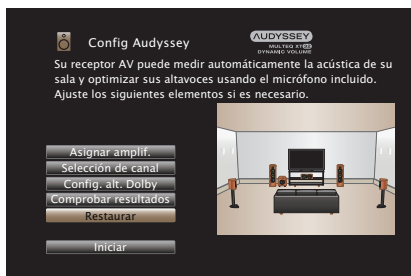 Config Audyssey
AUDYSSEY
MULTEQ XT32
DYNAMIC VOLUME
Su receptor AV puede medir automáticamente la acústica de su
sala y optimizar sus altavoces usando el micrófono incluido.
Ajuste los siguientes elementos si es necesario.
Asignar amplif.
Selección de canal
Config. alt. Dolby
Comprobar resultados
Restaurar
Iniciar